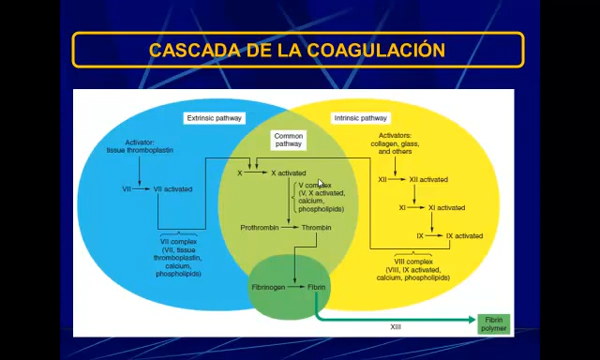 CASCADA DE LA COAGULACIÓN
Extrinsic pathway
Intrinsic pathway
Common
pathway
Activator:
tissue thromboplastin
Activators:
collagen, glass,
and others
VII → VII activated
X → X activated
XII → XII activated
XI → XI activated
IX → IX activated
V complex
(V, X activated,
calcium,
phospholipids)
Prothrombin → Thrombin
VII complex
(VII, tissue
thromboplastin,
calcium,
phospholipids)
VIII complex
(VIII, IX activated,
calcium, phospholipids)
Fibrinogen → Fibrin
XIII
Fibrin
polymer